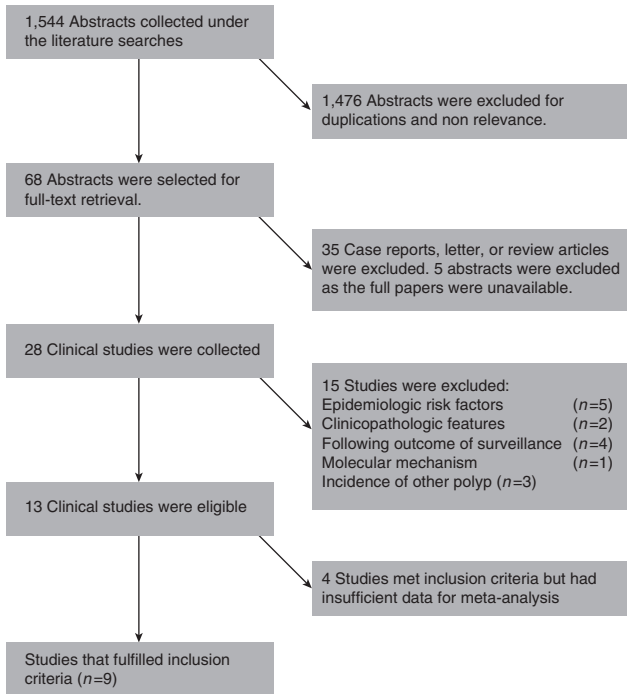 1,544 Abstracts collected under
the literature searches
1,476 Abstracts were excluded for
duplications and non relevance.
68 Abstracts were selected for
full-text retrieval.
35 Case reports, letter, or review articles
were excluded. 5 abstracts were excluded
as the full papers were unavailable.
28 Clinical studies were collected
15 Studies were excluded:
Epidemiologic risk factors (n=5)
Clinicopathologic features (n=2)
Following outcome of surveillance (n=4)
Molecular mechanism (n=1)
Incidence of other polyp (n=3)
13 Clinical studies were eligible
4 Studies met inclusion criteria but had
insufficient data for meta-analysis
Studies that fulfilled inclusion
criteria (n=9)